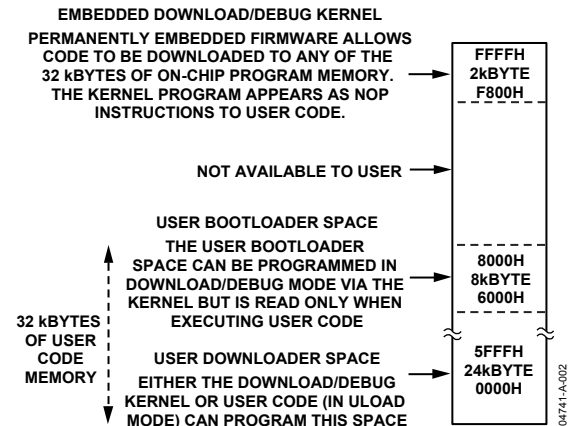 EMBEDDED DOWNLOAD/DEBUG KERNEL
PERMANENTLY EMBEDDED FIRMWARE ALLOWS
CODE TO BE DOWNLOADED TO ANY OF THE
32 kBYTES OF ON-CHIP PROGRAM MEMORY.
THE KERNEL PROGRAM APPEARS AS NOP
INSTRUCTIONS TO USER CODE.
FFFFH
2kBYTE
F800H
NOT AVAILABLE TO USER
USER BOOTLOADER SPACE
THE USER BOOTLOADER
SPACE CAN BE PROGRAMMED IN
DOWNLOAD/DEBUG MODE VIA THE
KERNEL BUT IS READ ONLY WHEN
EXECUTING USER CODE
8000H
8kBYTE
6000H
32 kBYTES
OF USER
CODE
MEMORY
USER DOWNLOADER SPACE
EITHER THE DOWNLOAD/DEBUG
KERNEL OR USER CODE (IN ULOAD
MODE) CAN PROGRAM THIS SPACE
5FFFH
24kBYTE
0000H
04741-A-002